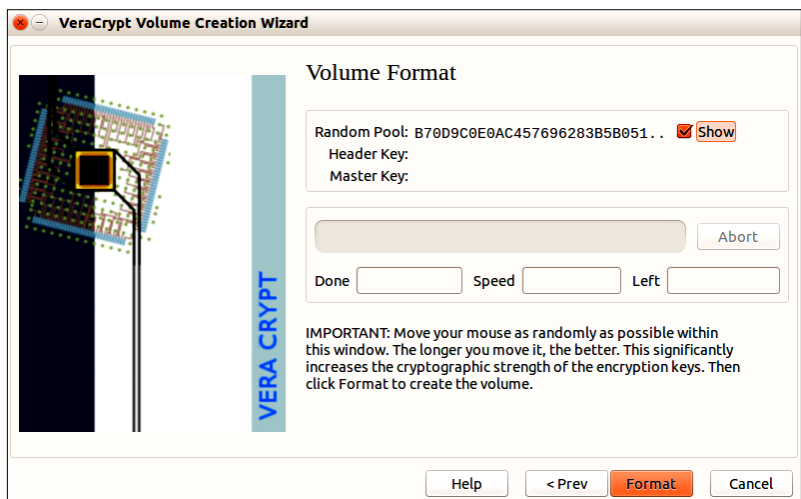 VeraCrypt Volume Creation Wizard
Volume Format
Random Pool: B70D9C0E0AC457696283B5B051.. Show
Header Key:
Master Key:
Abort
Done Speed Left
IMPORTANT: Move your mouse as randomly as possible within
this window. The longer you move it, the better. This significantly
increases the cryptographic strength of the encryption keys. Then
click Format to create the volume.
VERA CRYPT
Help < Prev Format Cancel